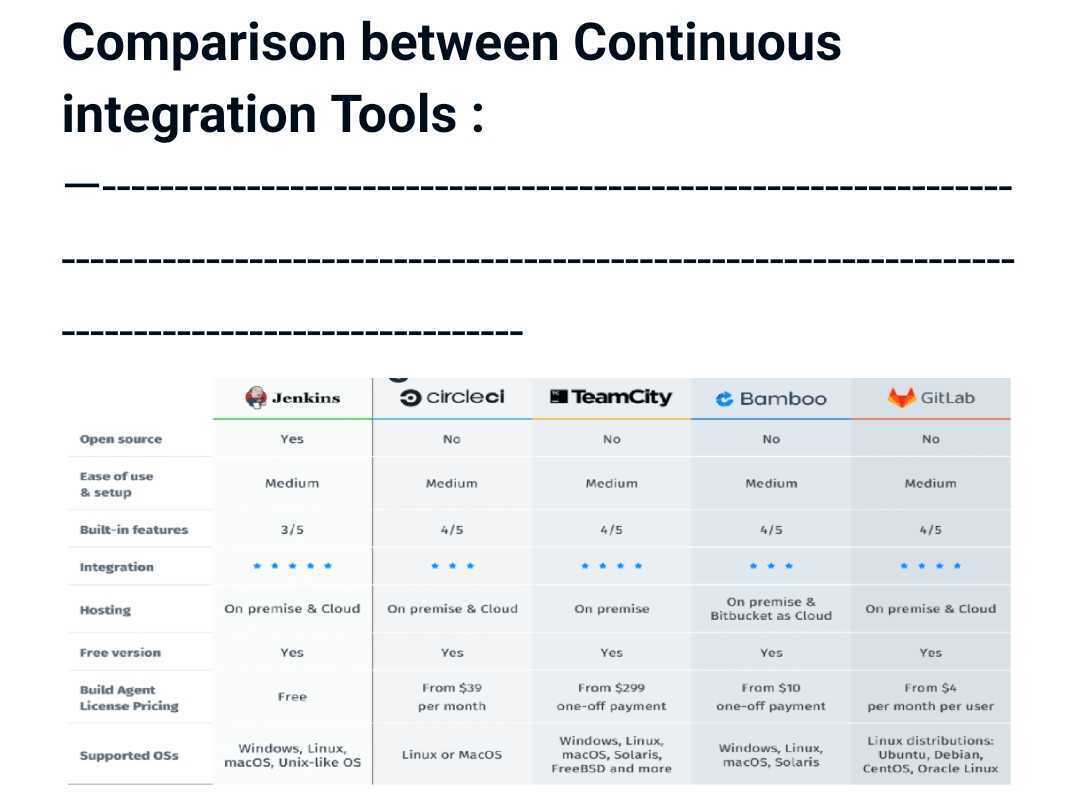 Comparison between Continuous
integration Tools :
—---------------------------------------------------------------
------------------------------------------------------------------
--------------------------------
Jenkins circleci TeamCity Bamboo GitLab
Open source Yes No No No No
Ease of use
& setup Medium Medium Medium Medium Medium
Built-in features 3/5 4/5 4/5 4/5 4/5
Integration ★★★★★ ★★★ ★★★★ ★★★ ★★★★
Hosting On premise & Cloud On premise & Cloud On premise On premise &
Bitbucket as Cloud On premise & Cloud
Free version Yes Yes Yes Yes Yes
Build Agent
License Pricing Free From $39
per month From $299
one-off payment From $10
one-off payment From $4
per month per user
Supported OSs Windows, Linux,
macOS, Unix-like OS Linux or MacOS Windows, Linux,
macOS, Solaris,
FreeBSD and more Windows, Linux,
macOS, Solaris Linux distributions:
Ubuntu, Debian,
CentOS, Oracle Linux